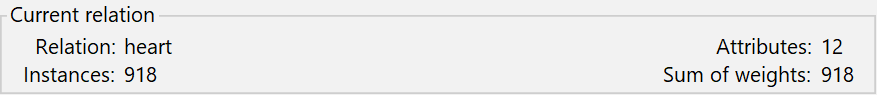 Current relation
Relation: heart Attributes: 12
Instances: 918 Sum of weights: 918